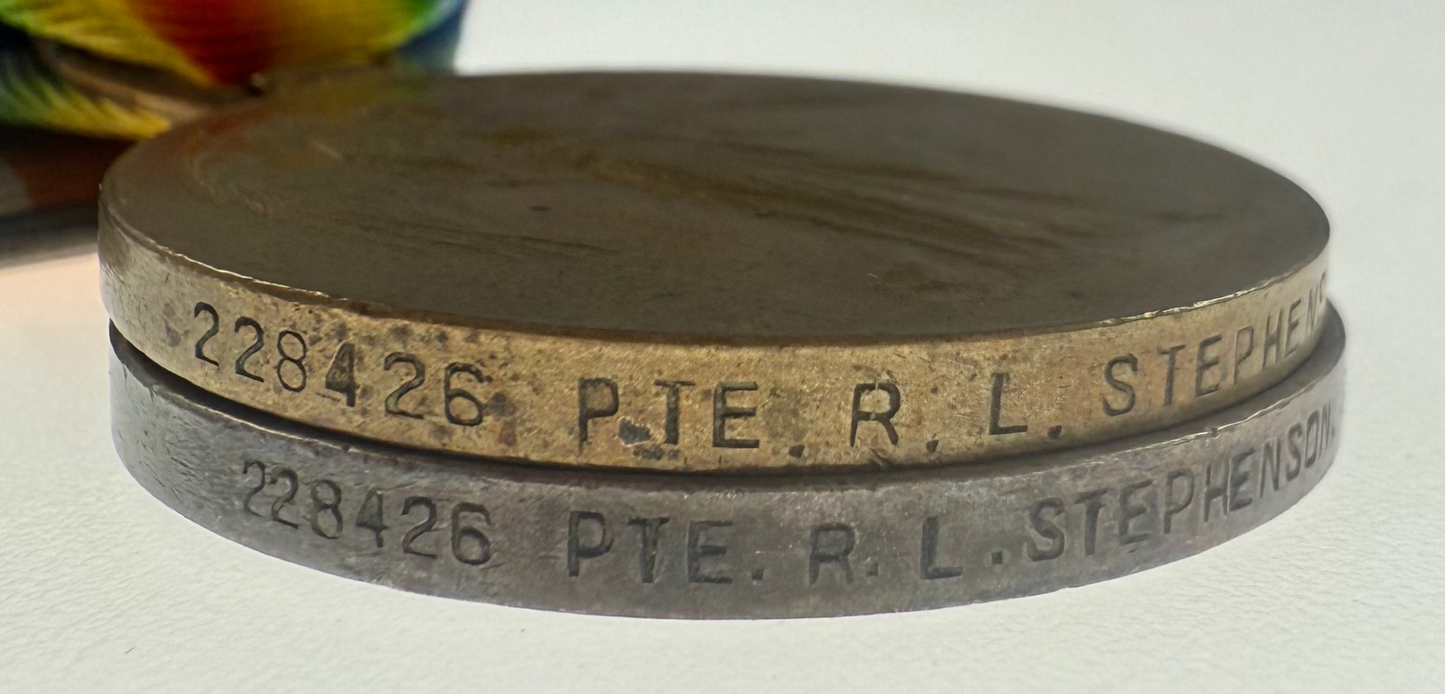 228426 PTE. R. L. STEPHENS
228426 PTE. R. L. STEPHENSON.